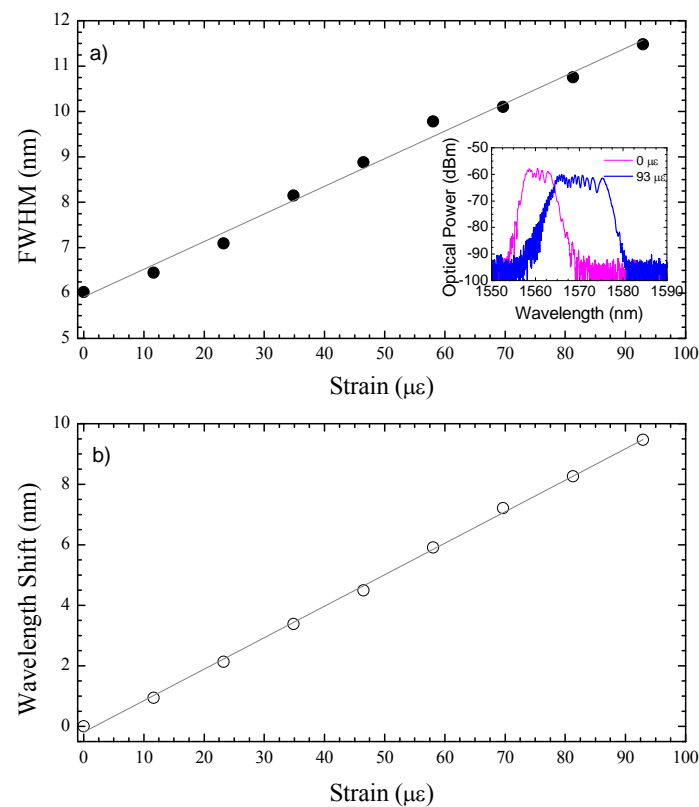 a)
12
11
10
9
8
7
6
5
FWHM (nm)
0 10 20 30 40 50 60 70 80 90 100
Strain (με)
-50
-60
-70
-80
-90
-100
Optical Power (dBm)
0 με
93 με
1550 1560 1570 1580 1590
Wavelength (nm)
b)
10
8
6
4
2
0
Wavelength Shift (nm)
0 10 20 30 40 50 60 70 80 90 100
Strain (με)